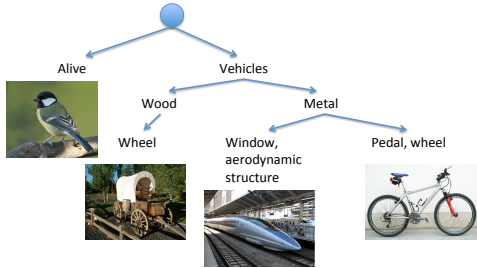 Alive
Vehicles
Wood
Metal
Wheel
Window,
aerodynamic
structure
Pedal, wheel